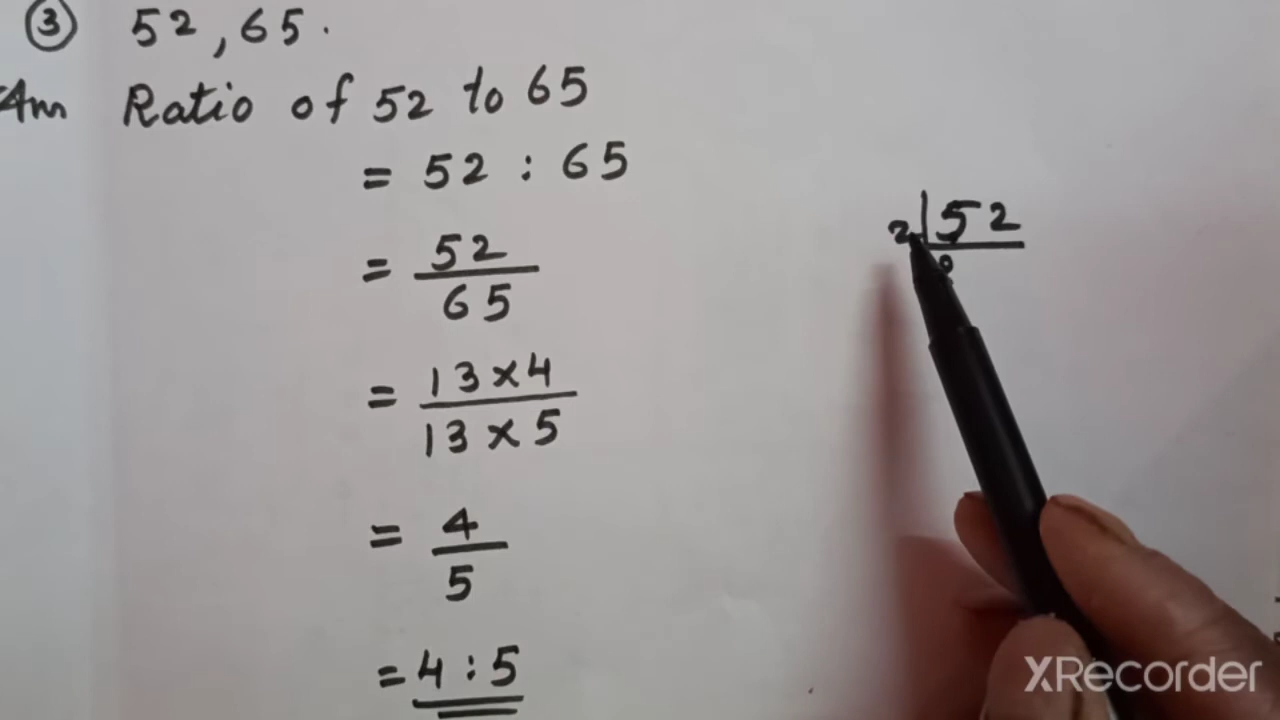 ③ 52, 65.
Ans Ratio of 52 to 65
= 52 : 65
= 52
65
= 13 × 4
13 × 5
= 4
5
= 4 : 5
2 52
XRecorder